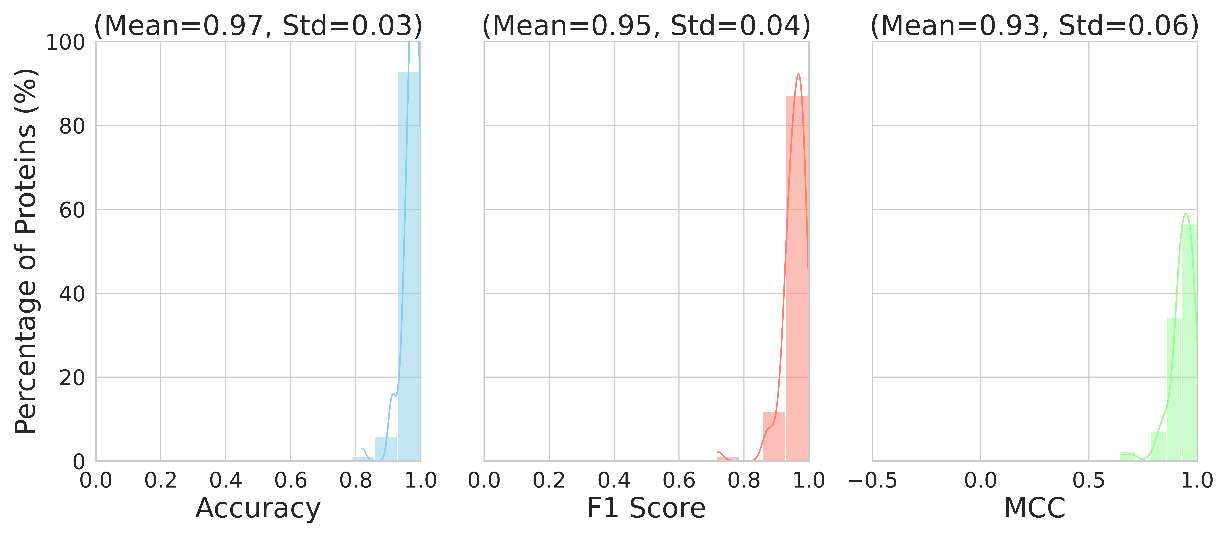 (Mean=0.97, Std=0.03) (Mean=0.95, Std=0.04) (Mean=0.93, Std=0.06)
Percentage of Proteins (%)
100
80
60
40
20
0
0.0 0.2 0.4 0.6 0.8 1.0 0.0 0.2 0.4 0.6 0.8 1.0 −0.5 0.0 0.5 1.0
Accuracy F1 Score MCC